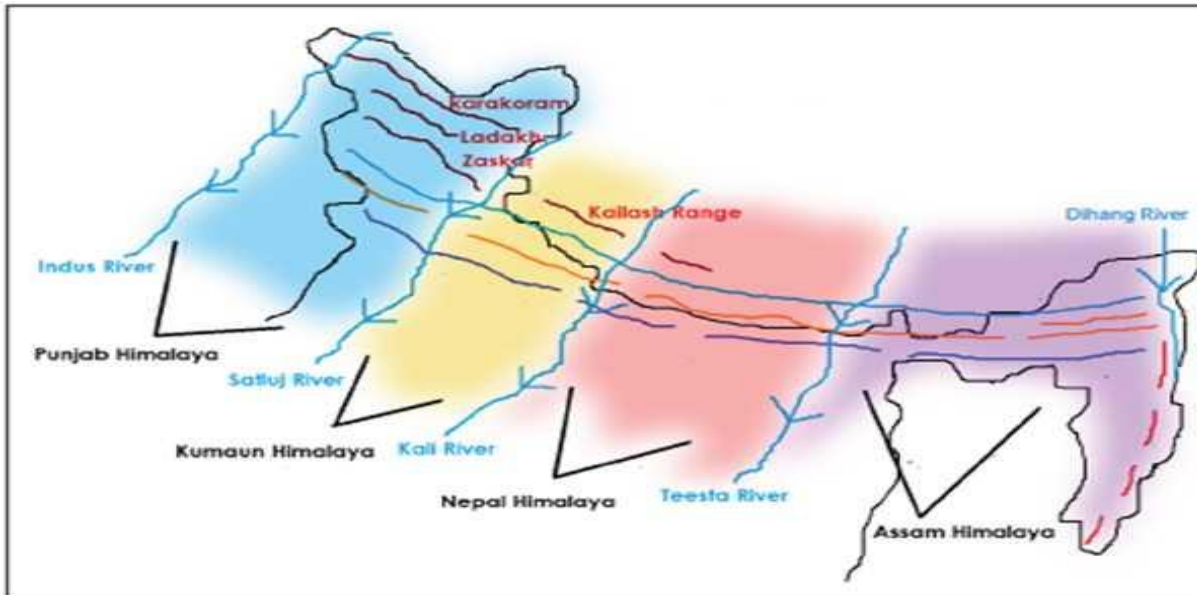 Karakoram
Ladakh
Zaskar
Kailash Range
Dihang River
Indus River
Punjab Himalaya
Satluj River
Kumaun Himalaya
Kali River
Nepal Himalaya
Teesta River
Assam Himalaya